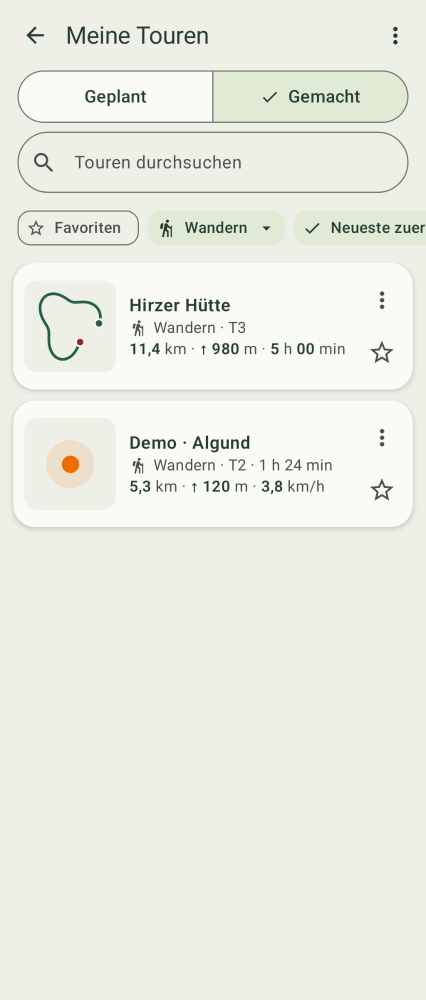 Meine Touren
Geplant
Gemacht
Touren durchsuchen
Favoriten
Wandern
Neueste zuer
Hirzer Hütte
Wandern · T3
11,4 km · ↑ 980 m · 5 h 00 min
Demo · Algund
Wandern · T2 · 1 h 24 min
5,3 km · ↑ 120 m · 3,8 km/h